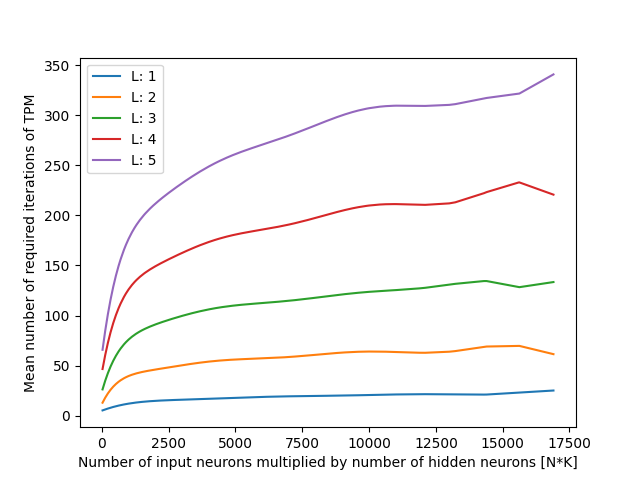 Mean number of required iterations of TPM
350
300
250
200
150
100
50
0
L: 1
L: 2
L: 3
L: 4
L: 5
0 2500 5000 7500 10000 12500 15000 17500
Number of input neurons multiplied by number of hidden neurons [N*K]